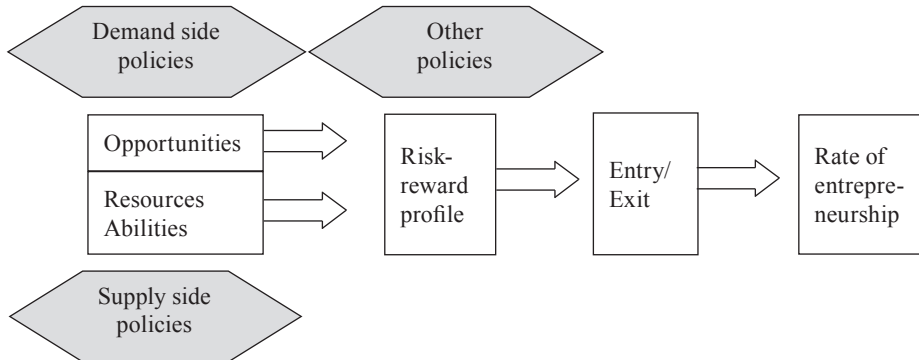 Demand side
policies
Other
policies
Opportunities
Resources
Abilities
Risk-
reward
profile
Entry/
Exit
Rate of
entrepre-
neurship
Supply side
policies